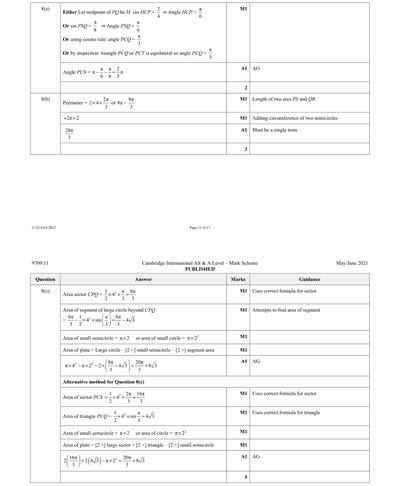 8(a)
Either Let midpoint of PQ be H: sin HCP = 2/4 ⇒ Angle HCP = π/6
M1
Or sin PSQ = 4/8 ⇒ Angle PSQ = π/6
Or using cosine rule: angle PCQ = π/3
Or by inspection: triangle PCQ or PCT is equilateral so angle PCQ = π/3
Angle PCS = π − π/6 − π/6 = 2/3 π
A1 AG
2
8(b)
Perimeter = 2×4×2π/3 or 8π − 8π/3
M1 Length of two arcs PS and QR
+2π×2
M1 Adding circumference of two semicircles
28π/3
A1 Must be a single term
3
© UCLES 2021 Page 11 of 17
9709/11 Cambridge International AS & A Level – Mark Scheme May/June 2021
PUBLISHED
Question Answer Marks Guidance
8(c)
Area sector CPQ = 1/2 × 4² × π/3 = 8π/3
M1 Uses correct formula for sector
Area of segment of large circle beyond CPQ
M1 Attempts to find area of segment
= 8π/3 − 1/2 × 4² × sin(π/3) = 8π/3 − 4√3
Area of small semicircle = π×2 or area of small circle = π×2²
M1
Area of plate = Large circle – [2 ×] small semicircle – [2 ×] segment area
M1
π×4² − π×2² − 2×(8π/3 − 4√3) = 20π/3 + 8√3
A1 AG
Alternative method for Question 8(c)
Area of sector PCS = 1/2 × 4² × 2π/3 = 16π/3
M1 Uses correct formula for sector
Area of triangle PCQ = 1/2 × 4² × sin π/3 = 4√3
M1 Uses correct formula for triangle
Area of small semicircle = π×2 or area of circle = π×2²
M1
Area of plate = [2 ×] large sector + [2 ×] triangle – [2 ×] small semicircle
M1
2(16π/3) + 2(4√3) − π×2² = 20π/3 + 8√3
A1 AG
5